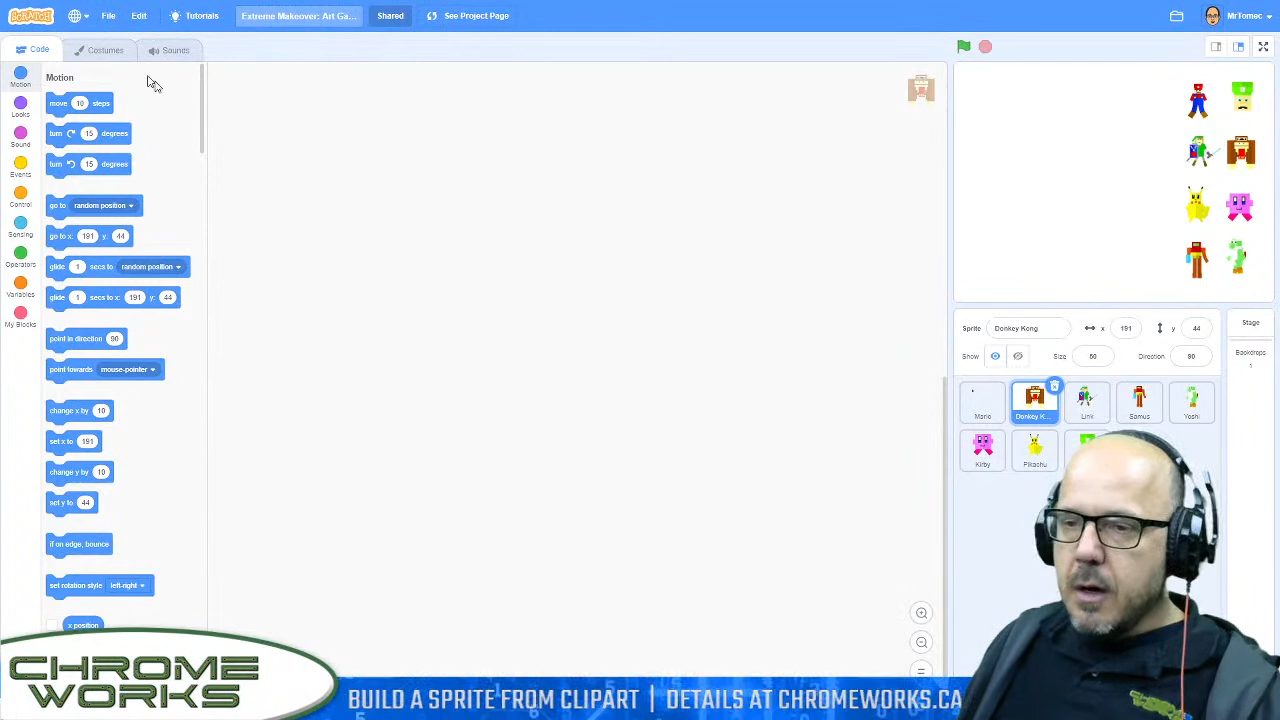 SCRATCH
File
Edit
Tutorials
Extreme Makeover: Art Ga...
Shared
See Project Page
MrTomec
Code
Costumes
Sounds
Motion
Looks
Sound
Events
Control
Sensing
Operators
Variables
My Blocks
Motion
move 10 steps
turn 15 degrees
turn 15 degrees
go to random position
go to x: 191 y: 44
glide 1 secs to random position
glide 1 secs to x: 191 y: 44
point in direction 90
point towards mouse-pointer
change x by 10
set x to 191
change y by 10
set y to 44
if on edge, bounce
set rotation style left-right
x position
Sprite Donkey Kong x 191 y 44
Show Size 50 Direction 90
Mario
Donkey K...
Link
Samus
Yoshi
Kirby
Pikachu
Stage
Backdrops
1
CHROME
WORKS
BUILD A SPRITE FROM CLIPART | DETAILS AT CHROMEWORKS.CA